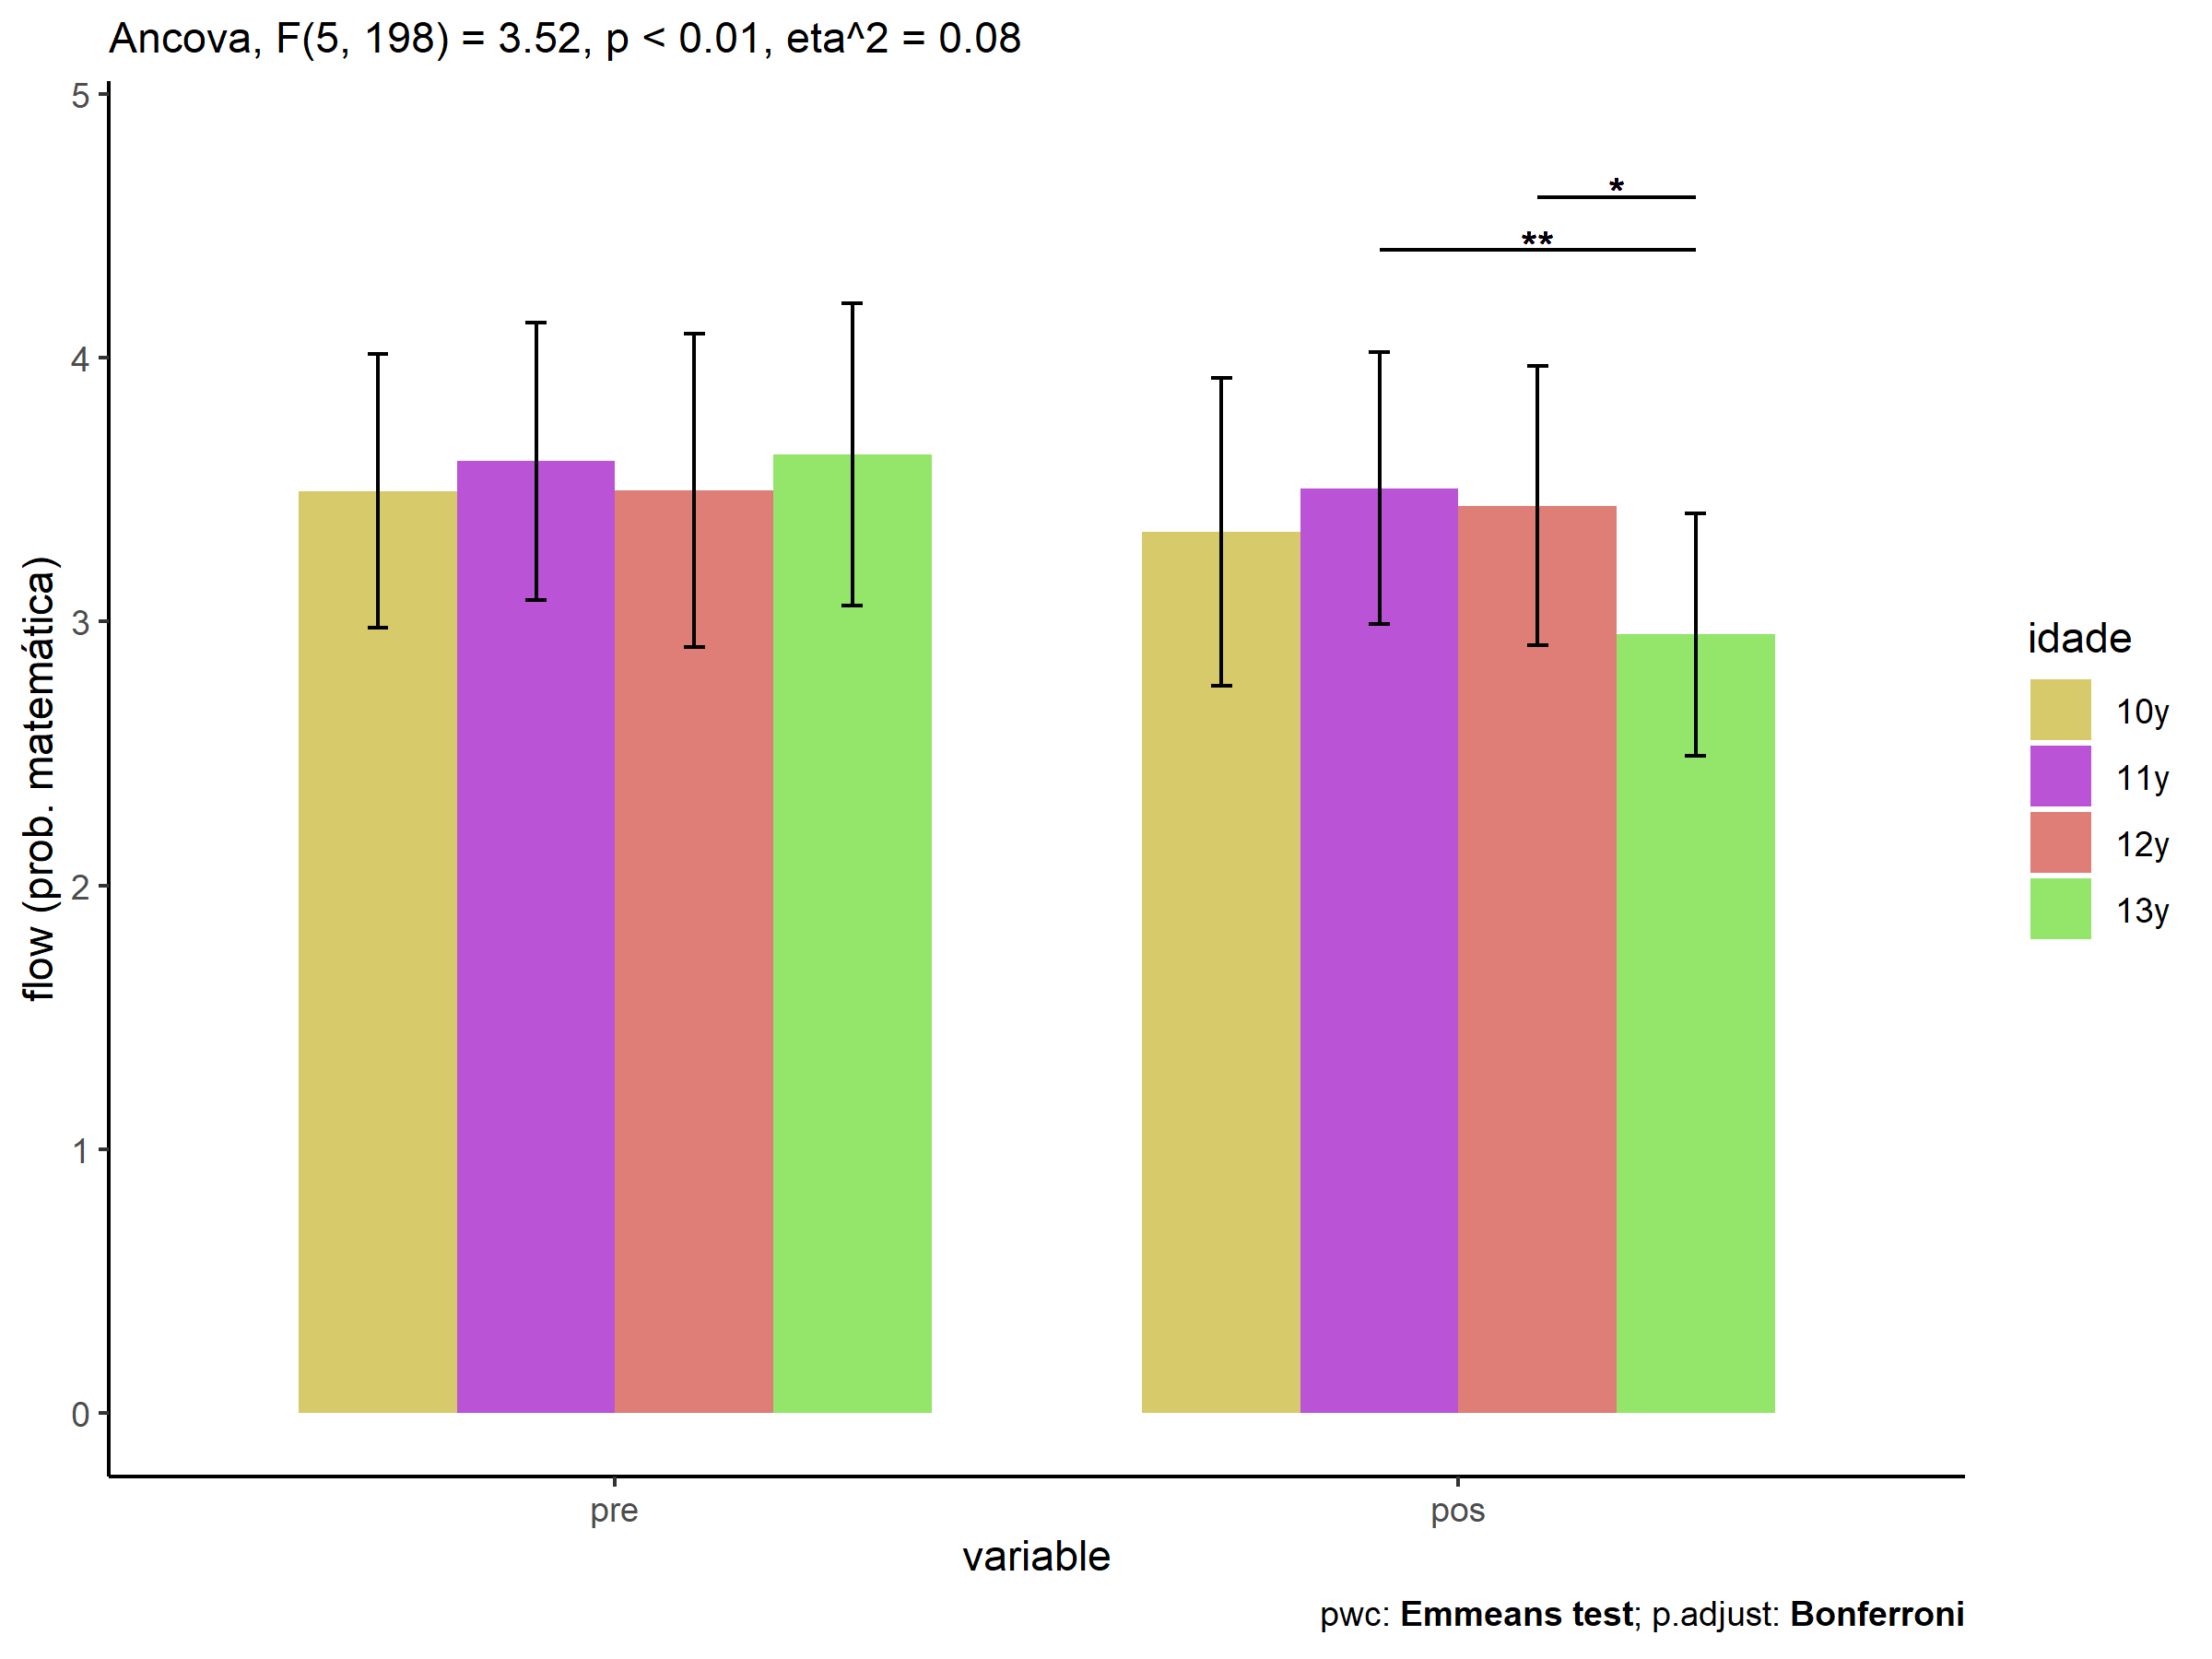 Ancova, F(5, 198) = 3.52, p < 0.01, eta^2 = 0.08
5
4
3
2
1
0
flow (prob. matemática)
*
**
pre
pos
variable
idade
10y
11y
12y
13y
pwc: Emmeans test; p.adjust: Bonferroni